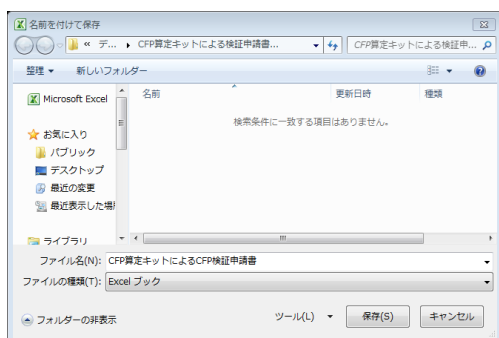 名前を付けて保存
« デ... ▸ CFP算定キットによる検証申請書...
CFP算定キットによる検証申...
整理 ▼ 新しいフォルダー
Microsoft Excel
お気に入り
パブリック
デスクトップ
最近の変更
最近表示した場所
ライブラリ
名前 更新日時 種類
検索条件に一致する項目はありません。
ファイル名(N): CFP算定キットによるCFP検証申請書
ファイルの種類(T): Excel ブック
フォルダーの非表示
ツール(L) ▼ 保存(S) キャンセル